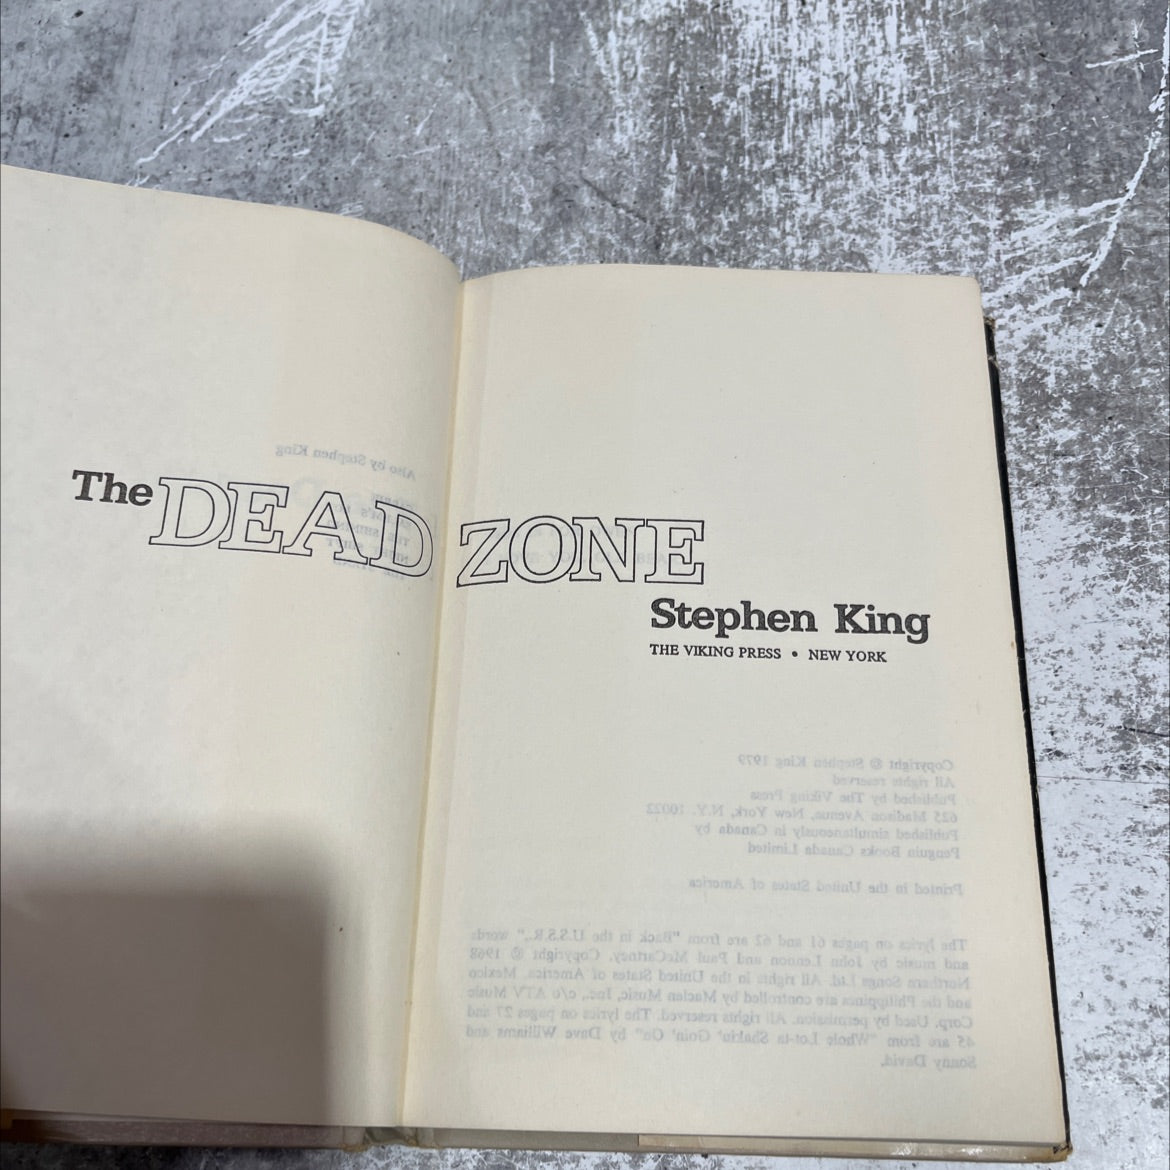 Also by Stephen King
The DEAD ZONE
Stephen King
THE VIKING PRESS • NEW YORK
Copyright © Stephen King 1979
All rights reserved
Published by The Viking Press
625 Madison Avenue, New York, N.Y. 10022
Published simultaneously in Canada by
Penguin Books Canada Limited
Printed in the United States of America
The lyrics on pages 61 and 62 are from "Back in the U.S.S.R.," words
and music by John Lennon and Paul McCartney. Copyright © 1968
Northern Songs Ltd. All rights in the United States of America, Mexico
and the Philippines are controlled by Maclen Music, Inc., c/o ATV Music
Corp. Used by permission. All rights reserved. The lyrics on pages 27 and
45 are from "Whole Lot-ta Shakin' Goin' On" by Dave Williams and
Sonny David.